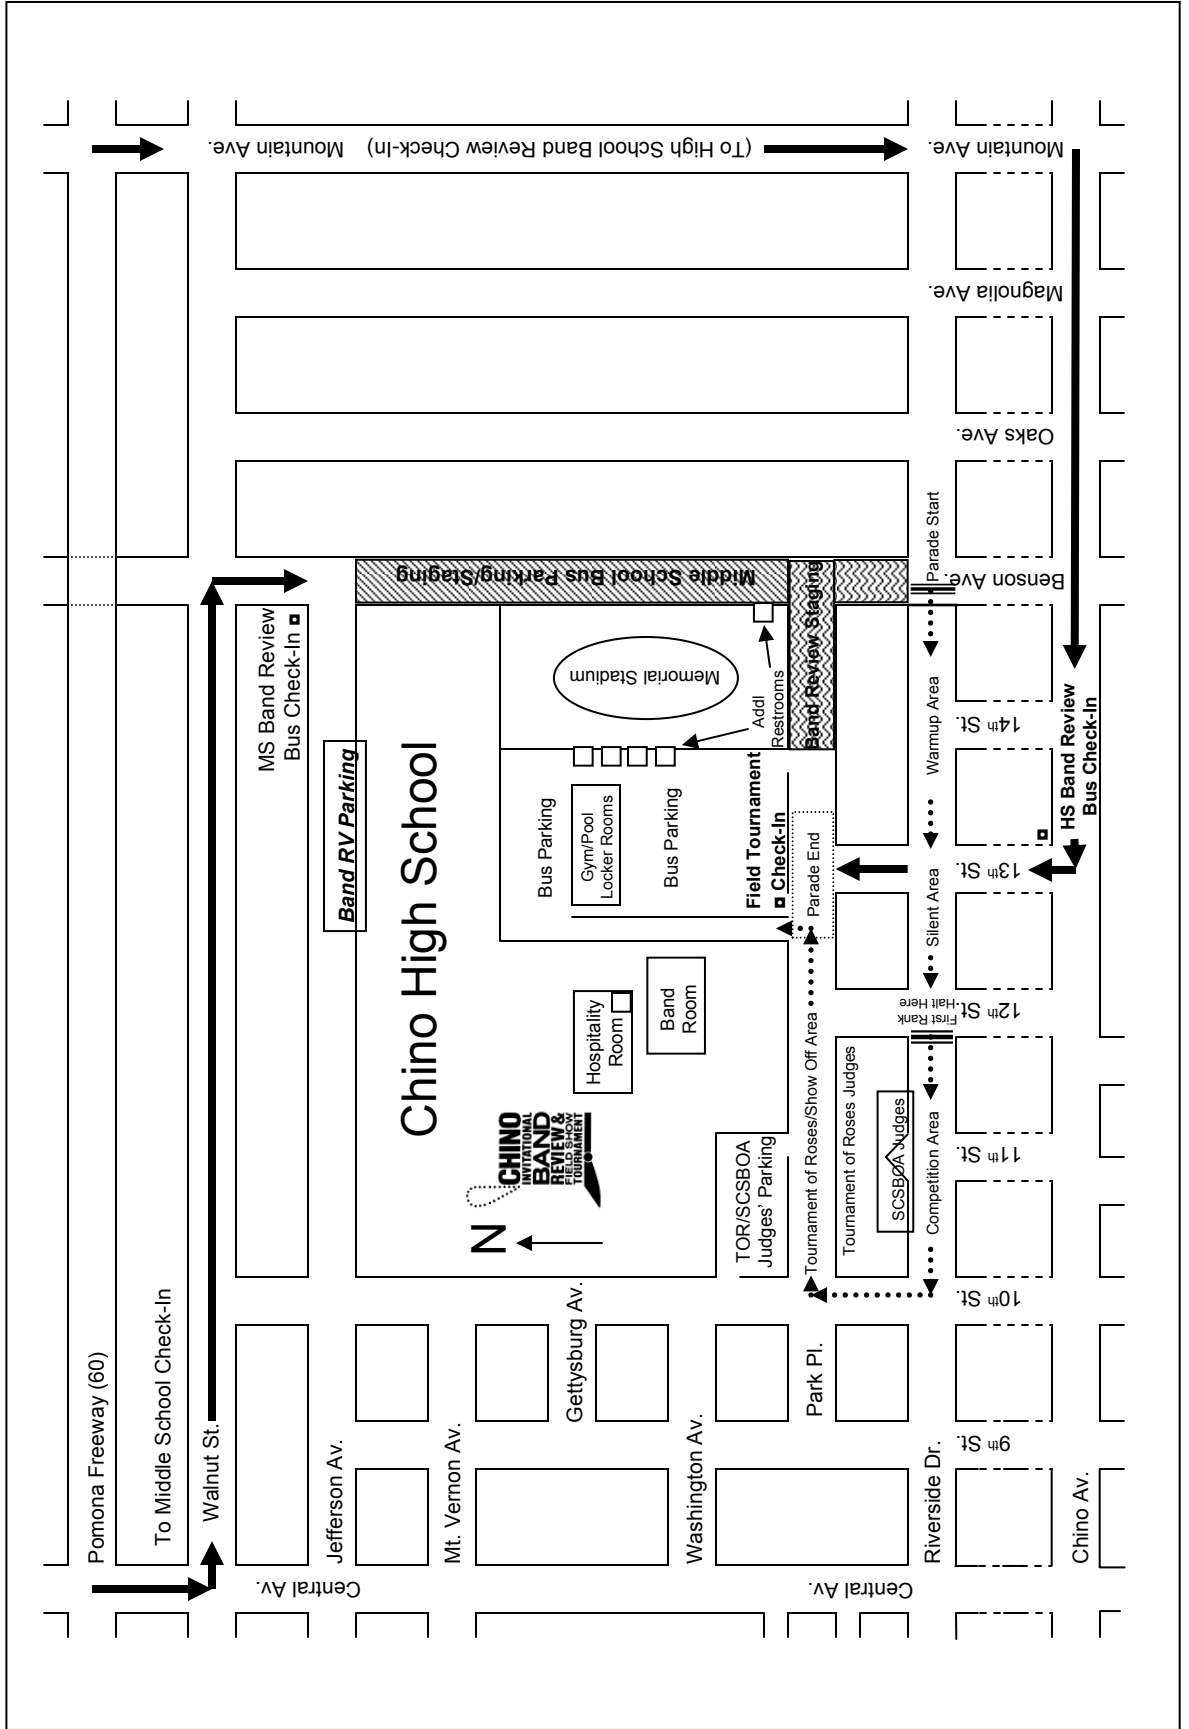 Pomona Freeway (60)
To Middle School Check-In
Walnut St.
Jefferson Av.
Mt. Vernon Av.
Gettysburg Av.
Washington Av.
Park Pl.
Riverside Dr.
Chino Av.
Central Av.
Central Av.
9th St.
10th St.
11th St.
12th St.
13th St.
14th St.
Benson Ave.
Oaks Ave.
Magnolia Ave.
Mountain Ave.
Mountain Ave.
(To High School Band Review Check-In)
MS Band Review
Bus Check-In
Band RV Parking
Chino High School
N
CHINO
INVITATIONAL
BAND
REVIEW &
FIELD SHOW
TOURNAMENT
Hospitality
Room
Band
Room
Bus Parking
Gym/Pool
Locker Rooms
Bus Parking
Memorial Stadium
Addl
Restrooms
Middle School Bus Parking/Staging
Band Review Staging
Field Tournament
Check-In
Parade End
TOR/SCSBOA
Judges' Parking
Tournament of Roses/Show Off Area
Tournament of Roses Judges
SCSBOA Judges
Competition Area
First Rank
Halt Here
Silent Area
Warmup Area
Parade Start
HS Band Review
Bus Check-In